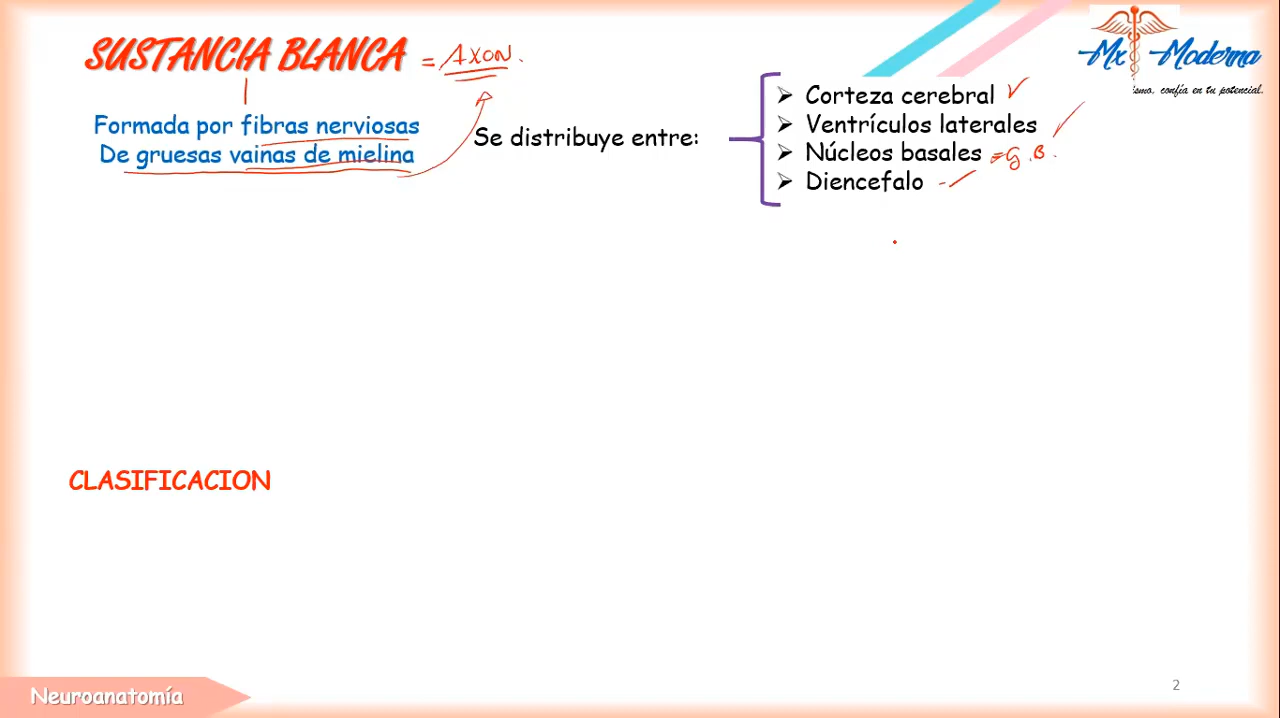 SUSTANCIA BLANCA = AXON.
Formada por fibras nerviosas
De gruesas vainas de mielina
Se distribuye entre:
Corteza cerebral
Ventrículos laterales
Núcleos basales = G.B.
Diencefalo
Mx Moderna
ismo, confía en tu potencial.
CLASIFICACION
Neuroanatomía
2